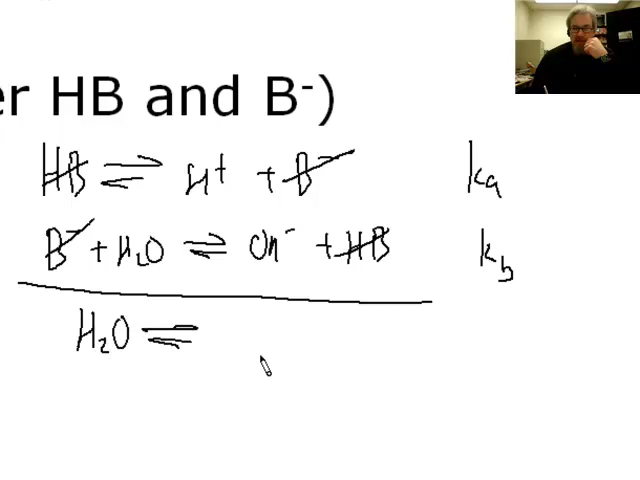 er HB and B⁻)
HB ⇌ H⁺ + B⁻ ka
B⁻ + H₂O ⇌ OH⁻ + HB kb
H₂O ⇌